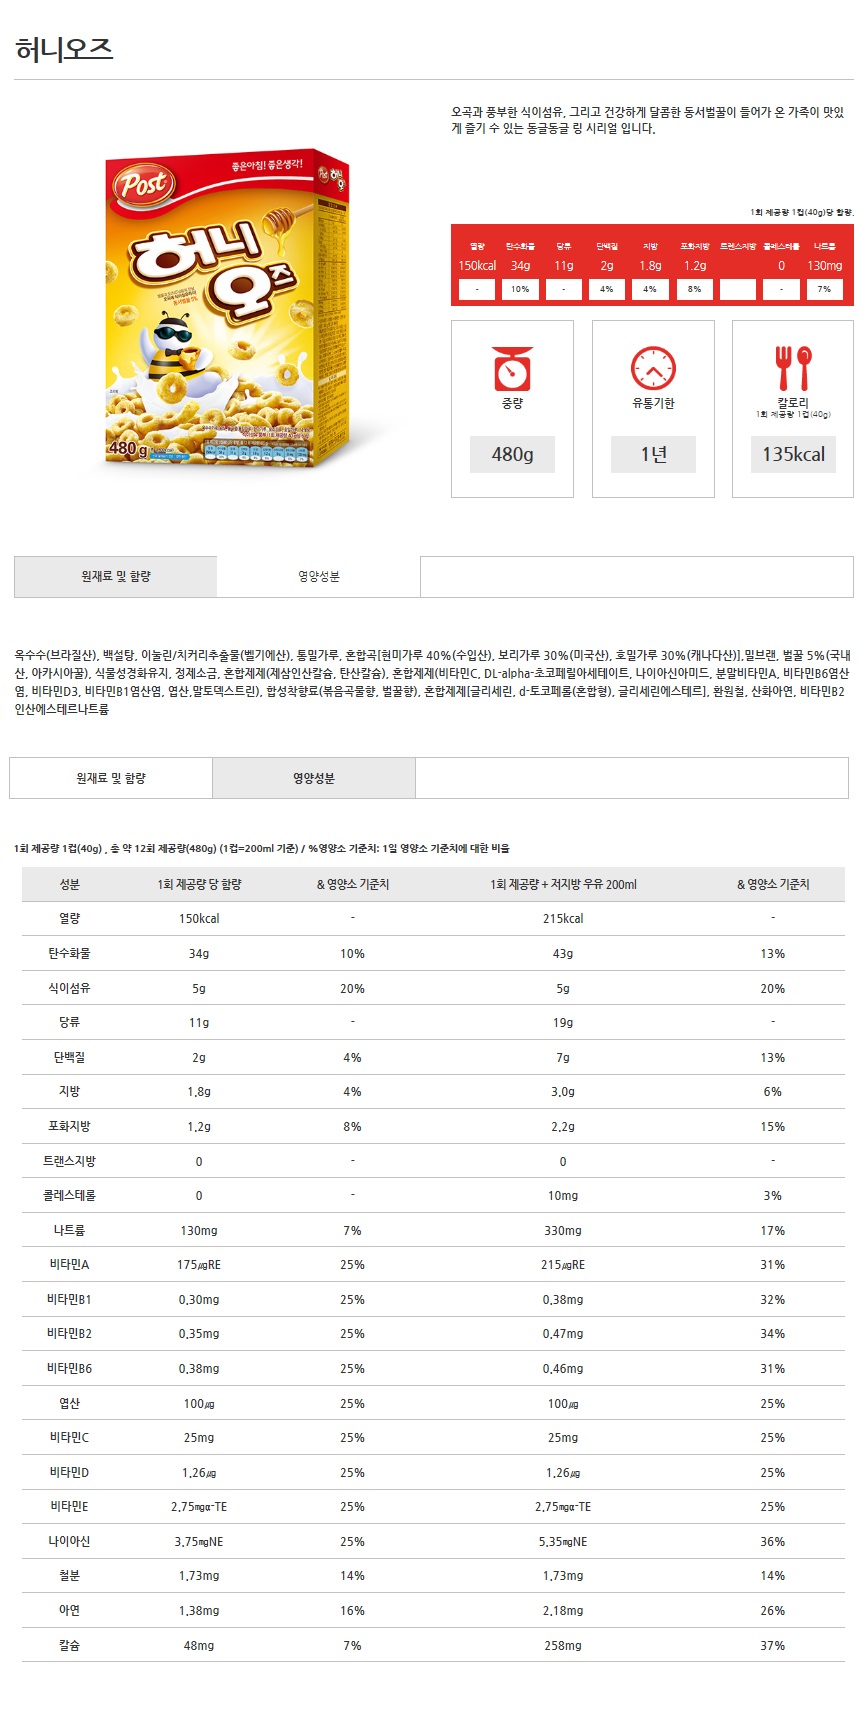 허니오즈
오곡과 풍부한 식이섬유, 그리고 건강하게 달콤한 동서벌꿀이 들어가 온 가족이 맛있
게 즐기 수 있는 동글동글 링 시리얼 입니다.
좋은아침! 좋은생각!
Post
허니
오즈
480 g
1회 제공량 1컵(40g)당 함량.
열량 탄수화물 당류 단백질 지방 포화지방 트랜스지방 콜레스테롤 나트륨
150kcal 34g 11g 2g 1.8g 1.2g 0 130mg
- 10% - 4% 4% 8% - 7%
중량 유통기한 칼로리
1회 제공량 1컵(40g)
480g 1년 135kcal
원재료 및 함량 영양성분
옥수수(브라질산), 백설탕, 이눌린/치커리추출물(벨기에산), 통밀가루, 혼합곡[현미가루 40%(수입산), 보리가루 30%(미국산), 호밀가루 30%(캐나다산)],밀브랜, 벌꿀 5%(국내
산, 아카시아꿀), 식물성경화유지, 정제소금, 혼합제제(제삼인산칼슘, 탄산칼슘), 혼합제제(비타민C, DL-alpha-초코페릴아세테이트, 나이아신아미드, 분말비타민A, 비타민B6염산
염, 비타민D3, 비타민B1염산염, 엽산,말토덱스트린), 합성착향료(볶음곡물향, 벌꿀향), 혼합제제[글리세린, d-토코페롤(혼합형), 글리세린에스테르], 환원철, 산화아연, 비타민B2
인산에스테르나트륨
원재료 및 함량 영양성분
1회 제공량 1컵(40g) , 총 약 12회 제공량(480g) (1컵=200ml 기준) / %영양소 기준치: 1일 영양소 기준치에 대한 비율
성분 1회 제공량 당 함량 & 영양소 기준치 1회 제공량 + 저지방 우유 200ml & 영양소 기준치
열량 150kcal - 215kcal -
탄수화물 34g 10% 43g 13%
식이섬유 5g 20% 5g 20%
당류 11g - 19g -
단백질 2g 4% 7g 13%
지방 1.8g 4% 3.0g 6%
포화지방 1.2g 8% 2.2g 15%
트랜스지방 0 - 0 -
콜레스테롤 0 - 10mg 3%
나트륨 130mg 7% 330mg 17%
비타민A 175㎍RE 25% 215㎍RE 31%
비타민B1 0.30mg 25% 0.38mg 32%
비타민B2 0.35mg 25% 0.47mg 34%
비타민B6 0.38mg 25% 0.46mg 31%
엽산 100㎍ 25% 100㎍ 25%
비타민C 25mg 25% 25mg 25%
비타민D 1.26㎍ 25% 1.26㎍ 25%
비타민E 2.75㎎α-TE 25% 2.75㎎α-TE 25%
나이아신 3.75㎎NE 25% 5.35㎎NE 36%
철분 1.73mg 14% 1.73mg 14%
아연 1.38mg 16% 2.18mg 26%
칼슘 48mg 7% 258mg 37%